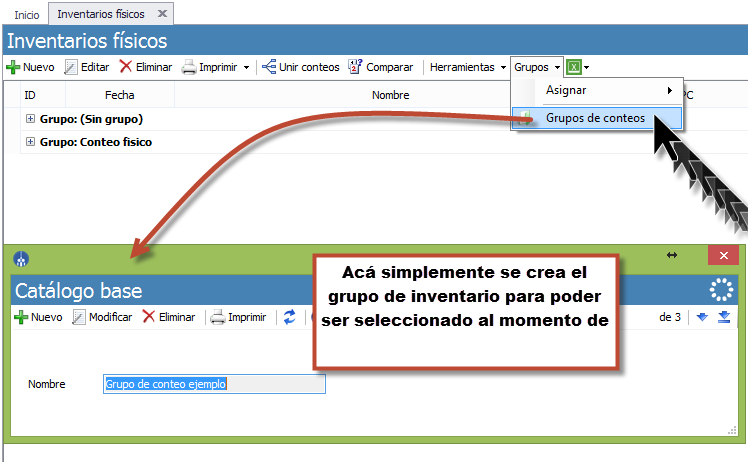 Inicio Inventarios físicos
Inventarios físicos
Nuevo Editar Eliminar Imprimir Unir conteos Comparar Herramientas Grupos
Asignar
Grupos de conteos
ID Fecha Nombre PC
Grupo: (Sin grupo)
Grupo: Conteo fisico
Acá simplemente se crea el
grupo de inventario para poder
ser seleccionado al momento de
Catálogo base
Nuevo Modificar Eliminar Imprimir de 3
Nombre Grupo de conteo ejemplo